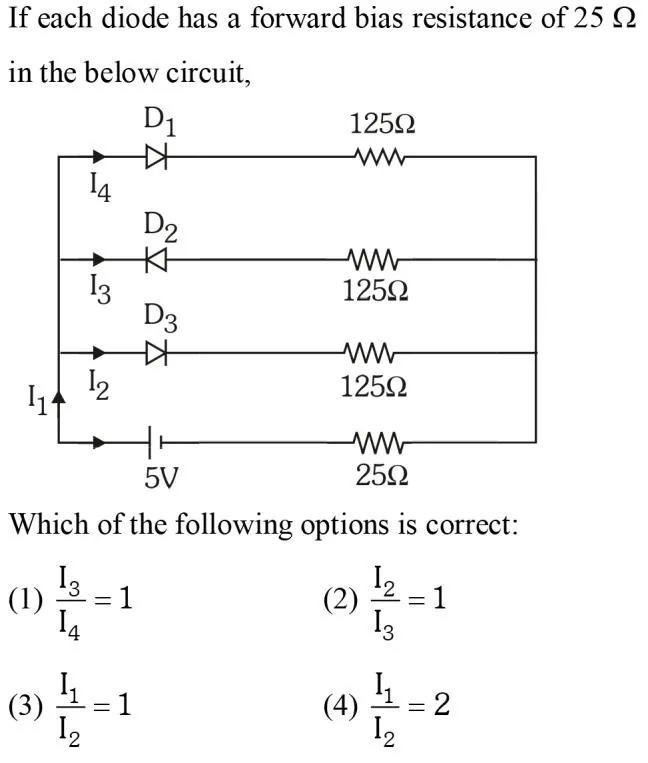 If each diode has a forward bias resistance of 25 Ω
in the below circuit,
D₁
125Ω
I₄
D₂
I₃
125Ω
D₃
I₂
125Ω
I₁
5V
25Ω
Which of the following options is correct:
(1) I₃/I₄ = 1
(2) I₂/I₃ = 1
(3) I₁/I₂ = 1
(4) I₁/I₂ = 2